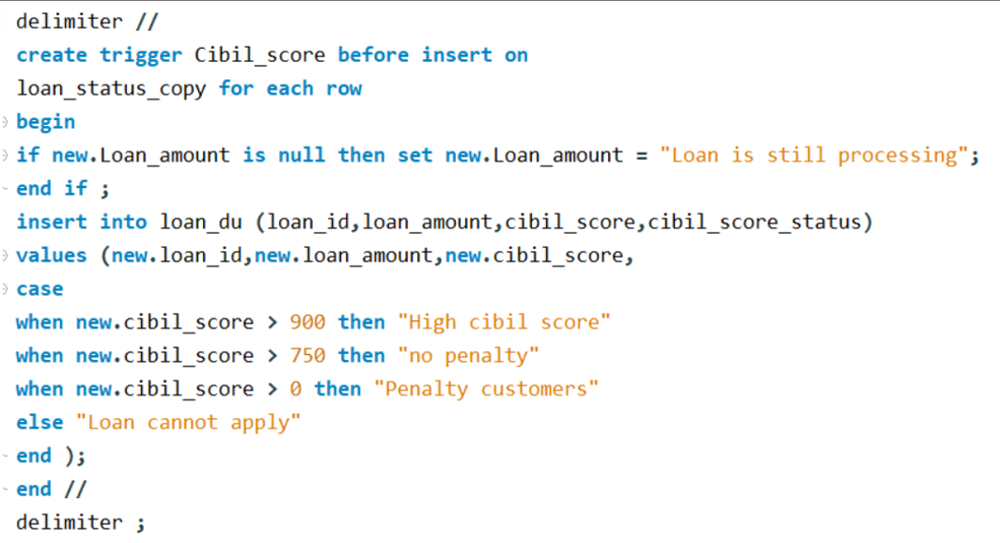 delimiter //
create trigger Cibil_score before insert on
loan_status_copy for each row
begin
if new.Loan_amount is null then set new.Loan_amount = "Loan is still processing";
end if ;
insert into loan_du (loan_id,loan_amount,cibil_score,cibil_score_status)
values (new.loan_id,new.loan_amount,new.cibil_score,
case
when new.cibil_score > 900 then "High cibil score"
when new.cibil_score > 750 then "no penalty"
when new.cibil_score > 0 then "Penalty customers"
else "Loan cannot apply"
end );
end //
delimiter ;